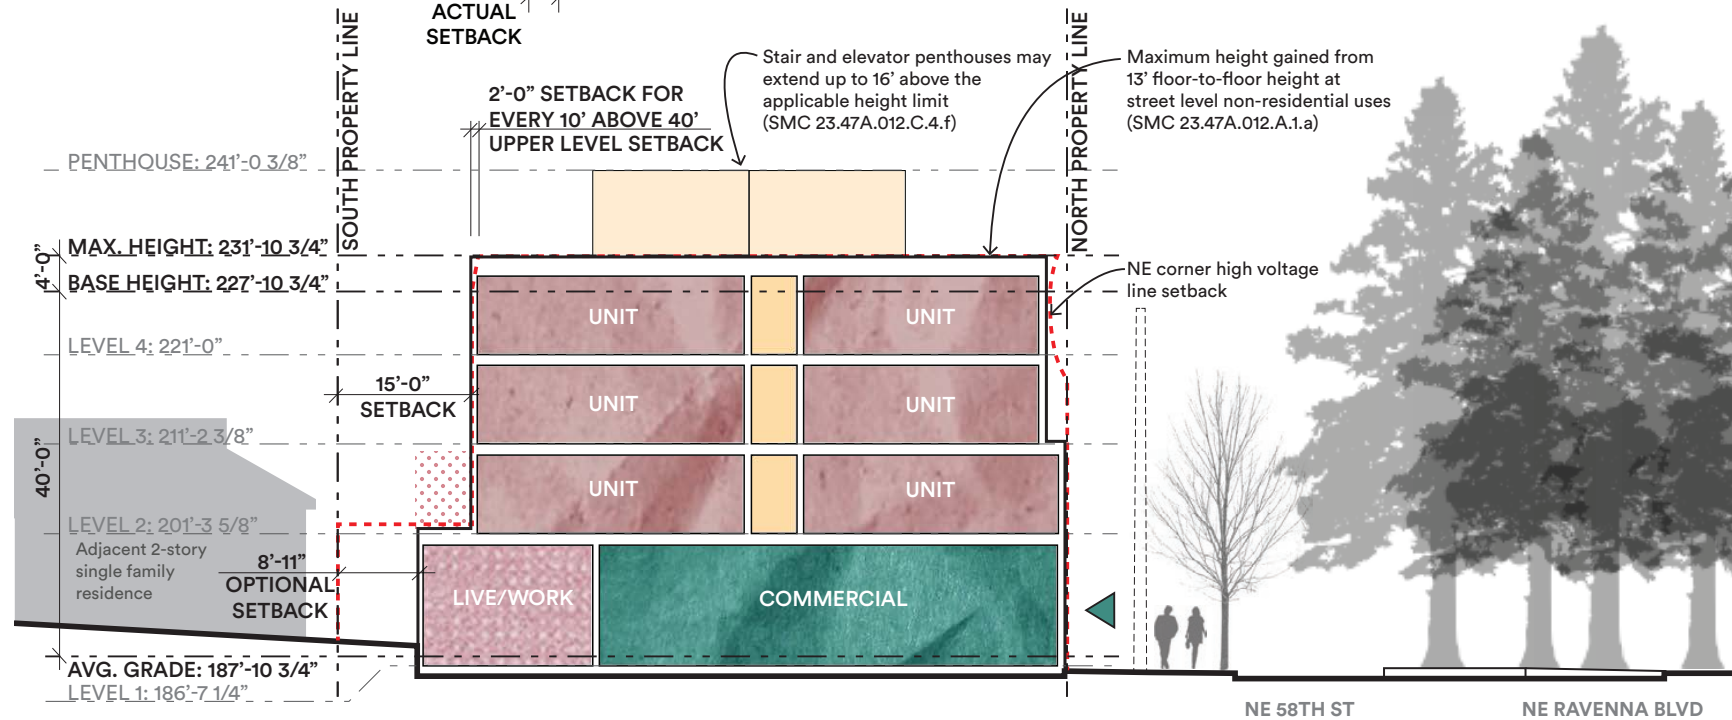 ACTUAL
SETBACK
SOUTH PROPERTY LINE
NORTH PROPERTY LINE
2'-0" SETBACK FOR
EVERY 10' ABOVE 40'
UPPER LEVEL SETBACK
Stair and elevator penthouses may
extend up to 16' above the
applicable height limit
(SMC 23.47A.012.C.4.f)
Maximum height gained from
13' floor-to-floor height at
street level non-residential uses
(SMC 23.47A.012.A.1.a)
PENTHOUSE: 241'-0 3/8"
MAX. HEIGHT: 231'-10 3/4"
4'-0"
BASE HEIGHT: 227'-10 3/4"
NE corner high voltage
line setback
UNIT
UNIT
LEVEL 4: 221'-0"
15'-0"
SETBACK
UNIT
UNIT
LEVEL 3: 211'-2 3/8"
40'-0"
UNIT
UNIT
LEVEL 2: 201'-3 5/8"
Adjacent 2-story
single family
residence
8'-11"
OPTIONAL
SETBACK
LIVE/WORK
COMMERCIAL
AVG. GRADE: 187'-10 3/4"
LEVEL 1: 186'-7 1/4"
NE 58TH ST
NE RAVENNA BLVD